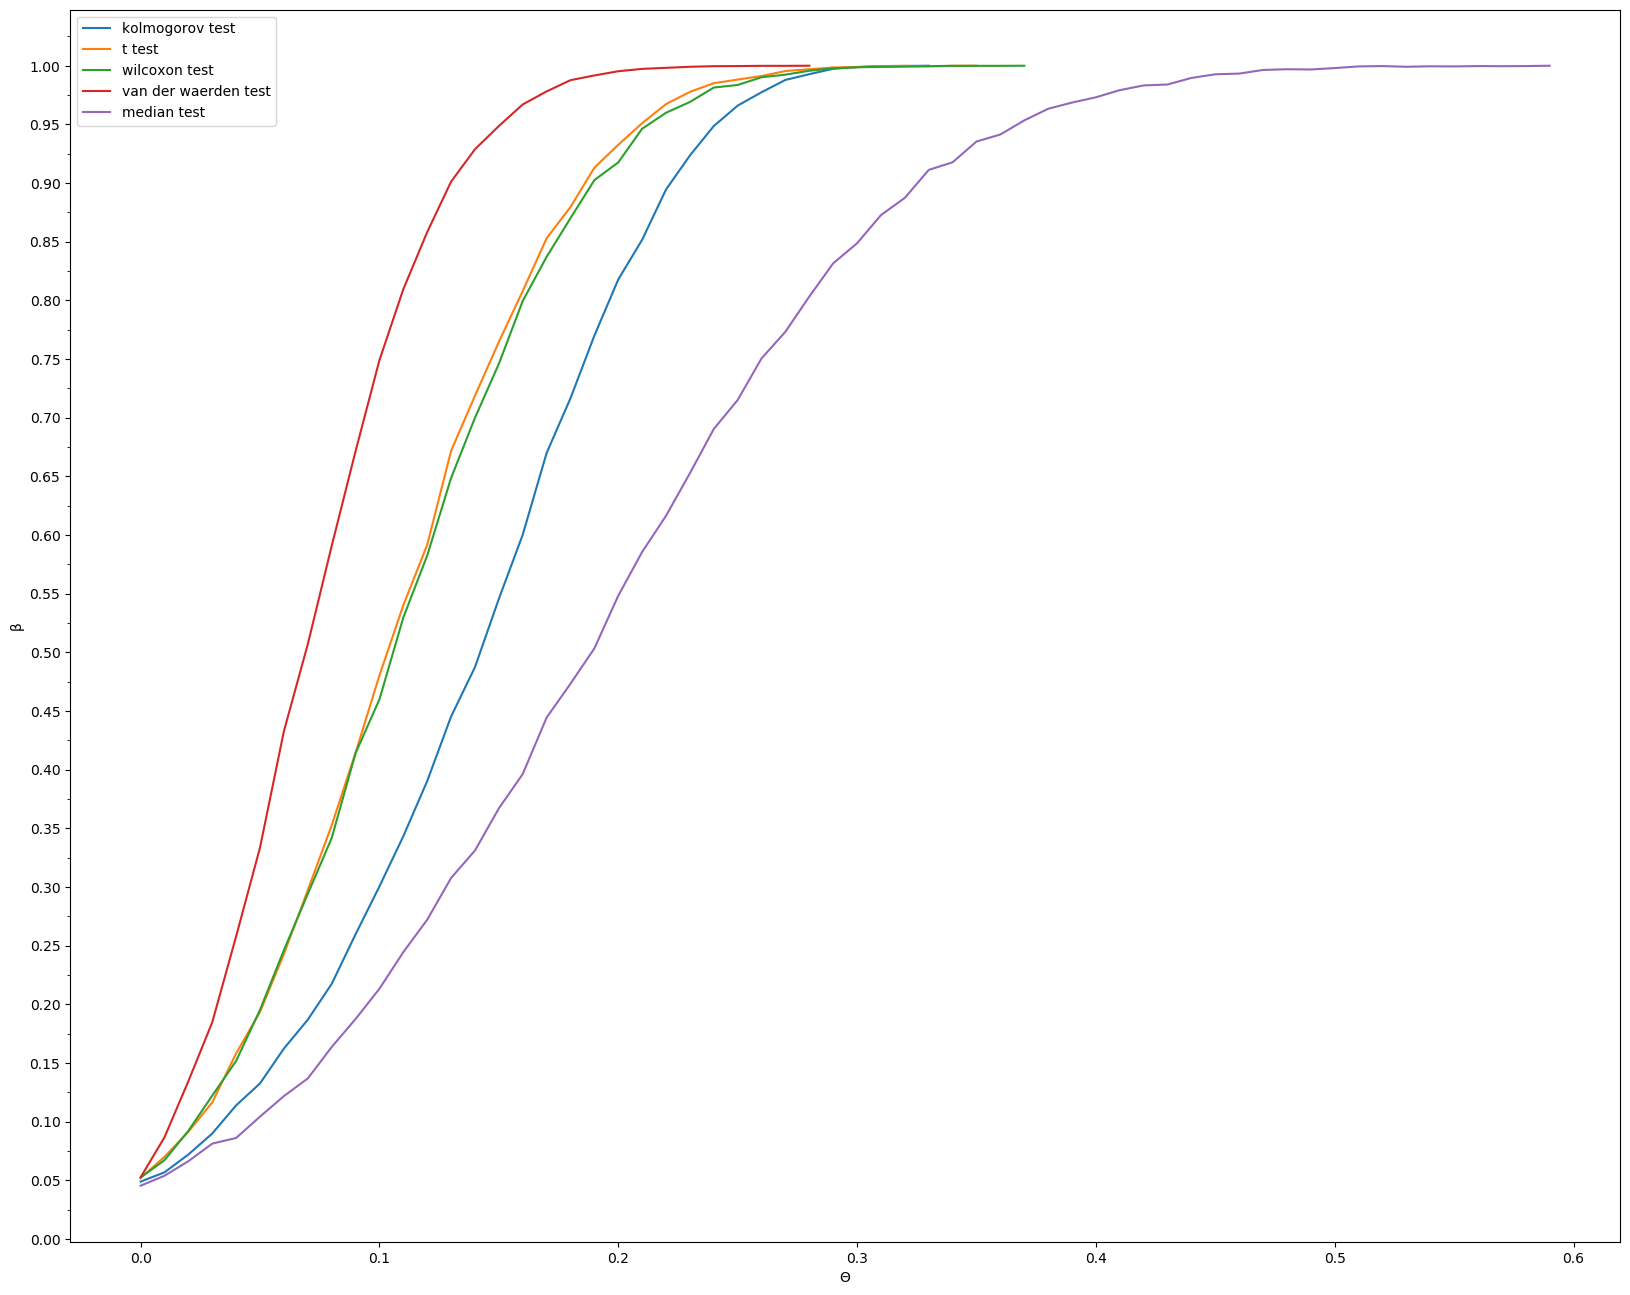 kolmogorov test
t test
wilcoxon test
van der waerden test
median test
1.00
0.95
0.90
0.85
0.80
0.75
0.70
0.65
0.60
0.55
0.50
0.45
0.40
0.35
0.30
0.25
0.20
0.15
0.10
0.05
0.00
β
0.0 0.1 0.2 0.3 0.4 0.5 0.6
Θ